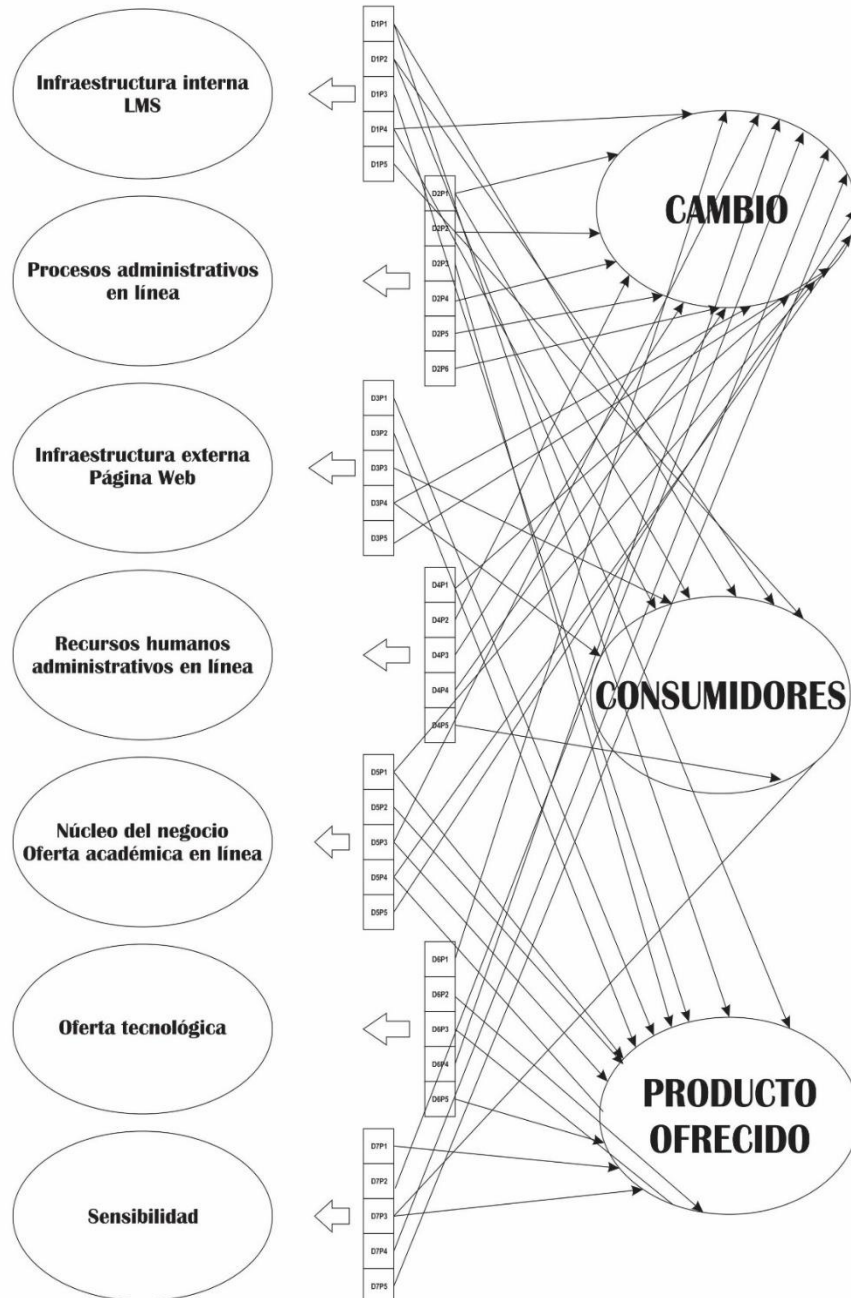 Infraestructura interna
LMS
D1P1
D1P2
D1P3
D1P4
D1P5
CAMBIO
Procesos administrativos
en línea
D2P1
D2P2
D2P3
D2P4
D2P5
D2P6
Infraestructura externa
Página Web
D3P1
D3P2
D3P3
D3P4
D3P5
Recursos humanos
administrativos en línea
D4P1
D4P2
D4P3
D4P4
D4P5
CONSUMIDORES
Núcleo del negocio
Oferta académica en línea
D5P1
D5P2
D5P3
D5P4
D5P5
Oferta tecnológica
D6P1
D6P2
D6P3
D6P4
D6P5
PRODUCTO
OFRECIDO
Sensibilidad
D7P1
D7P2
D7P3
D7P4
D7P5